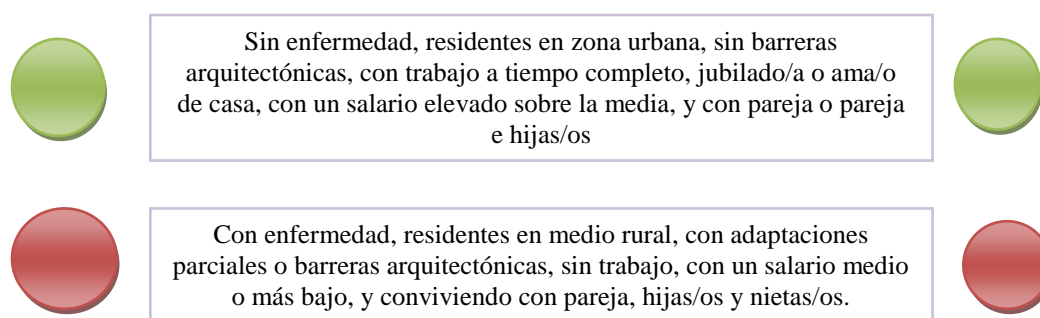 Sin enfermedad, residentes en zona urbana, sin barreras
arquitectónicas, con trabajo a tiempo completo, jubilado/a o ama/o
de casa, con un salario elevado sobre la media, y con pareja o pareja
e hijas/os
Con enfermedad, residentes en medio rural, con adaptaciones
parciales o barreras arquitectónicas, sin trabajo, con un salario medio
o más bajo, y conviviendo con pareja, hijas/os y nietas/os.